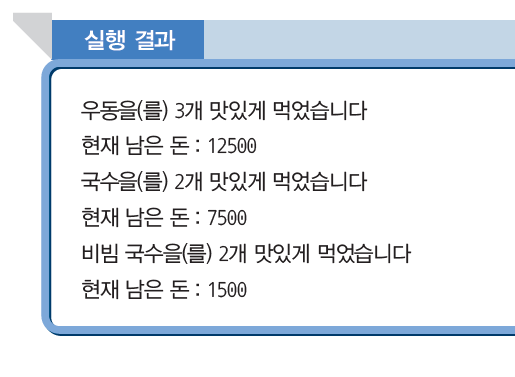 실행 결과
우동을(를) 3개 맛있게 먹었습니다
현재 남은 돈 : 12500
국수을(를) 2개 맛있게 먹었습니다
현재 남은 돈 : 7500
비빔 국수을(를) 2개 맛있게 먹었습니다
현재 남은 돈 : 1500